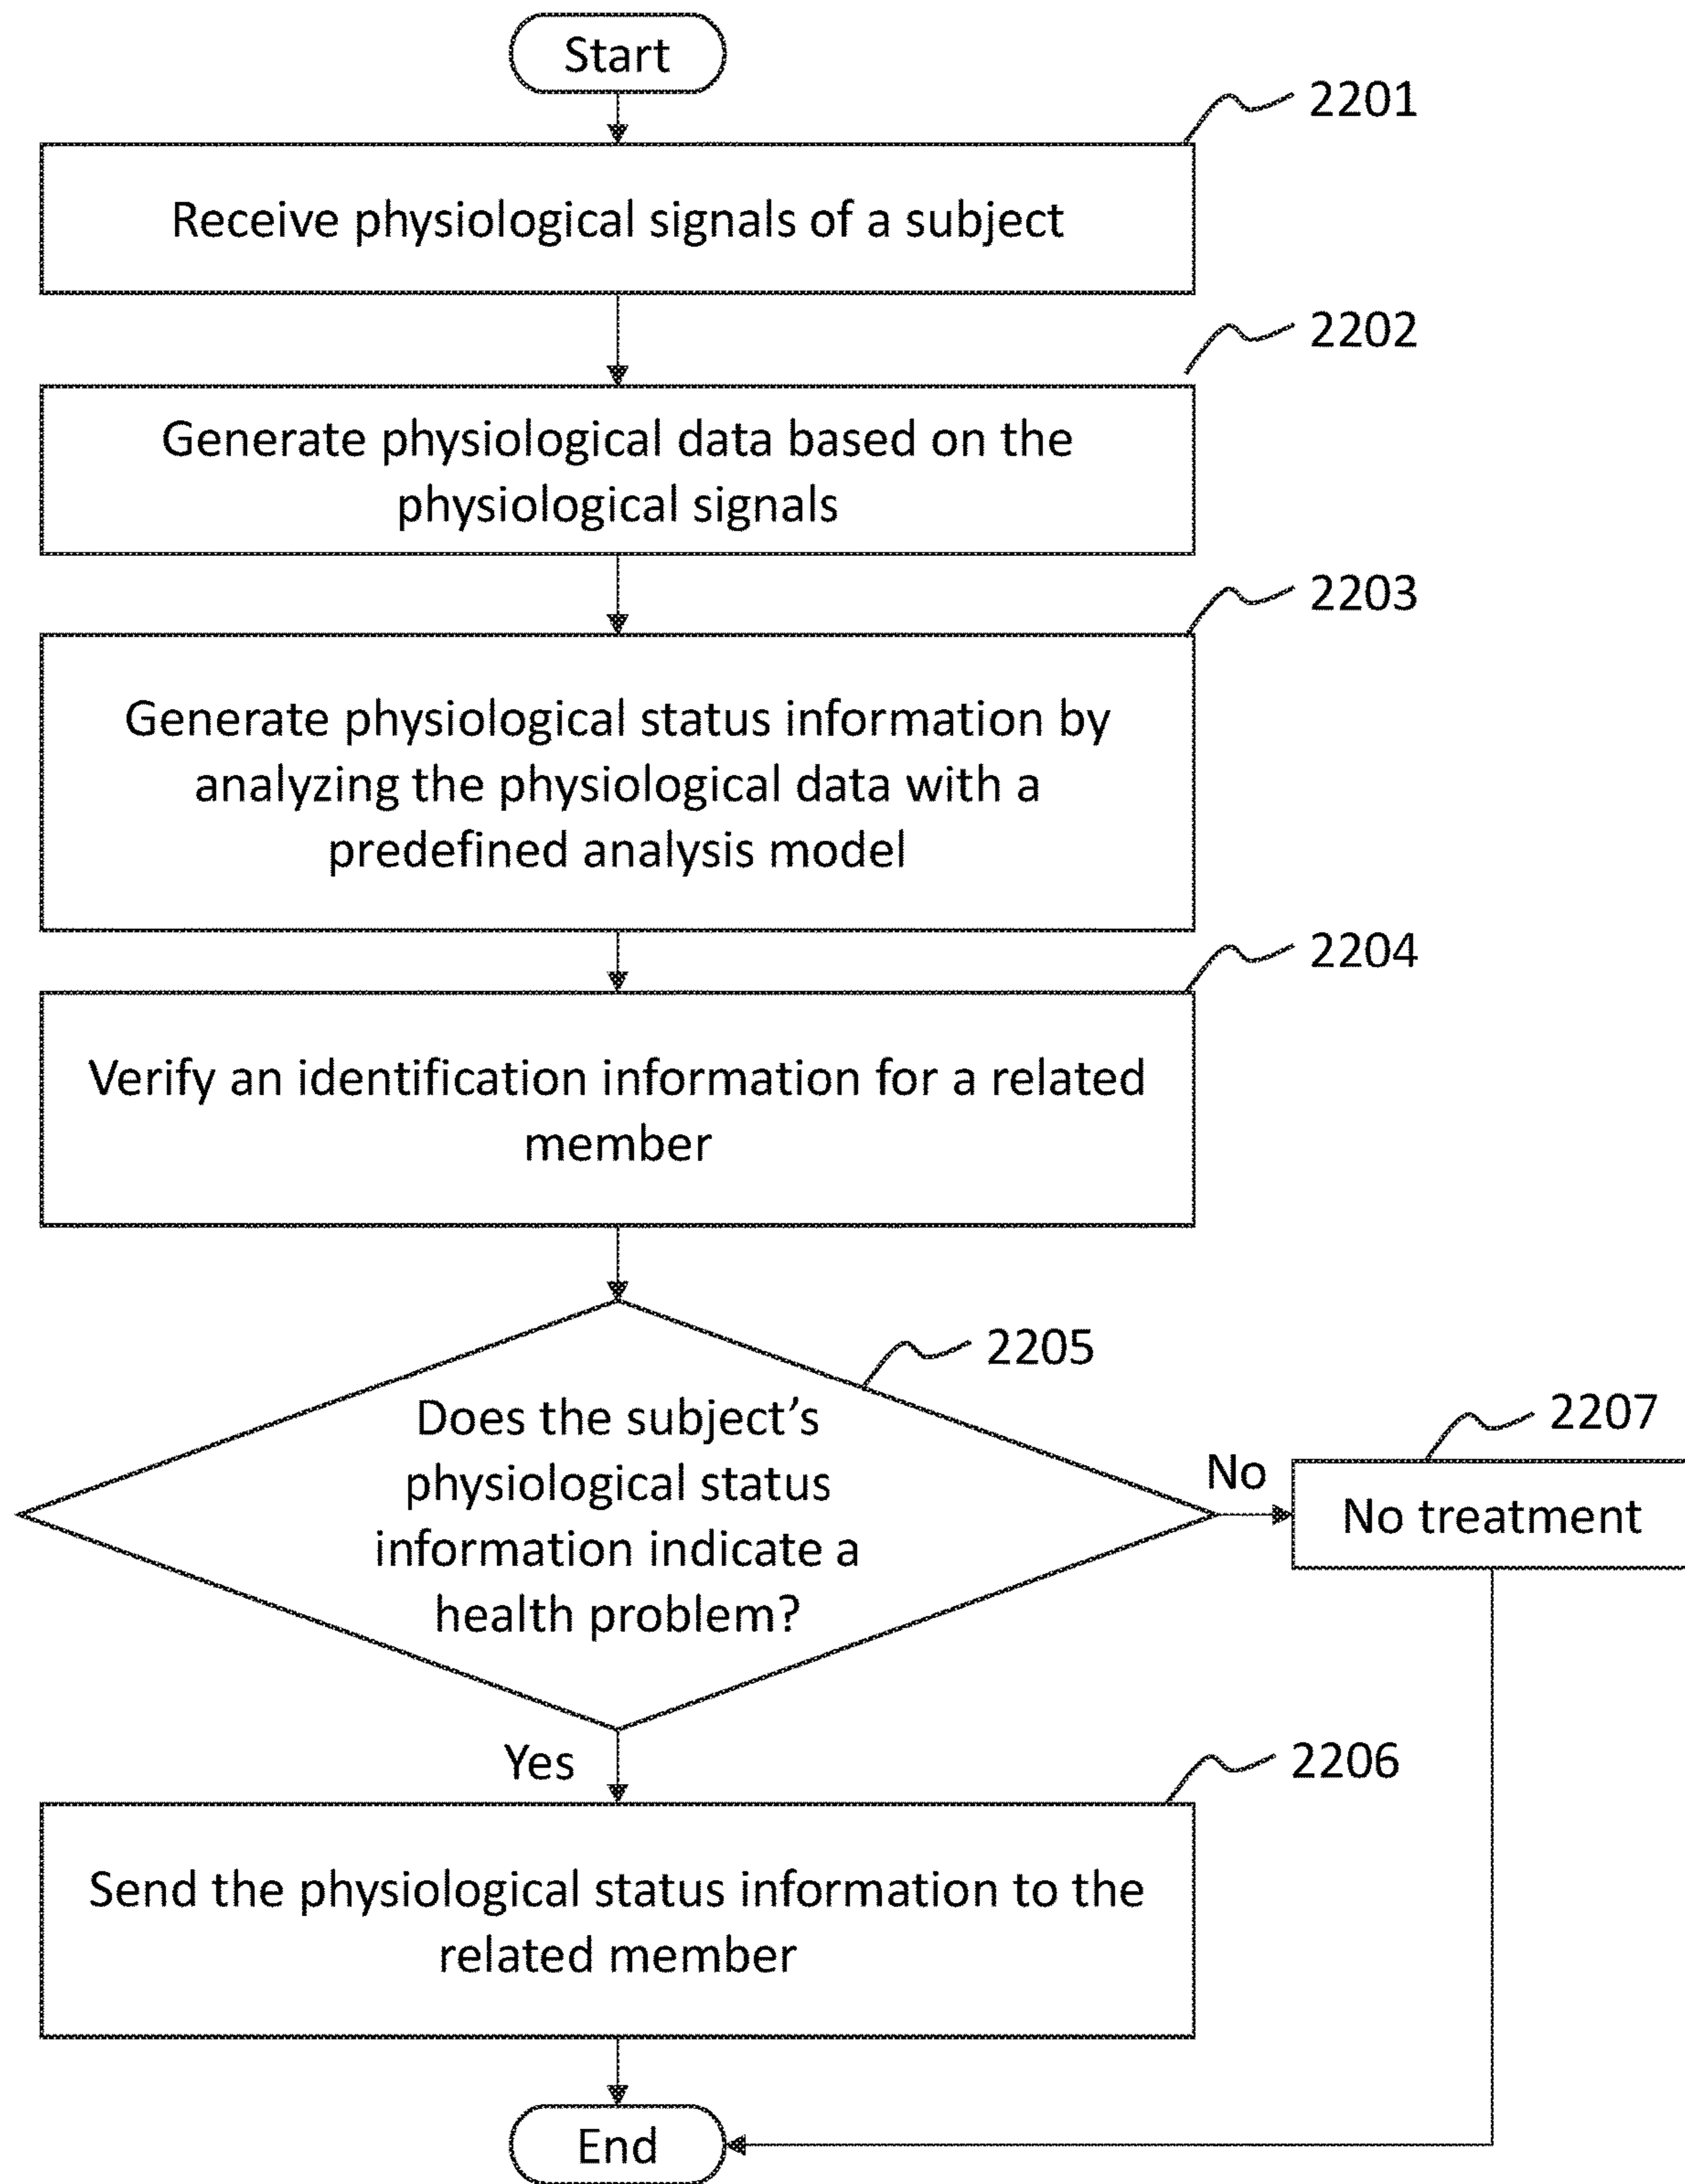 Start
2201
Receive physiological signals of a subject
2202
Generate physiological data based on the
physiological signals
2203
Generate physiological status information by
analyzing the physiological data with a
predefined analysis model
2204
Verify an identification information for a related
member
2205
Does the subject’s
physiological status
information indicate a
health problem?
No
2207
No treatment
Yes
2206
Send the physiological status information to the
related member
End